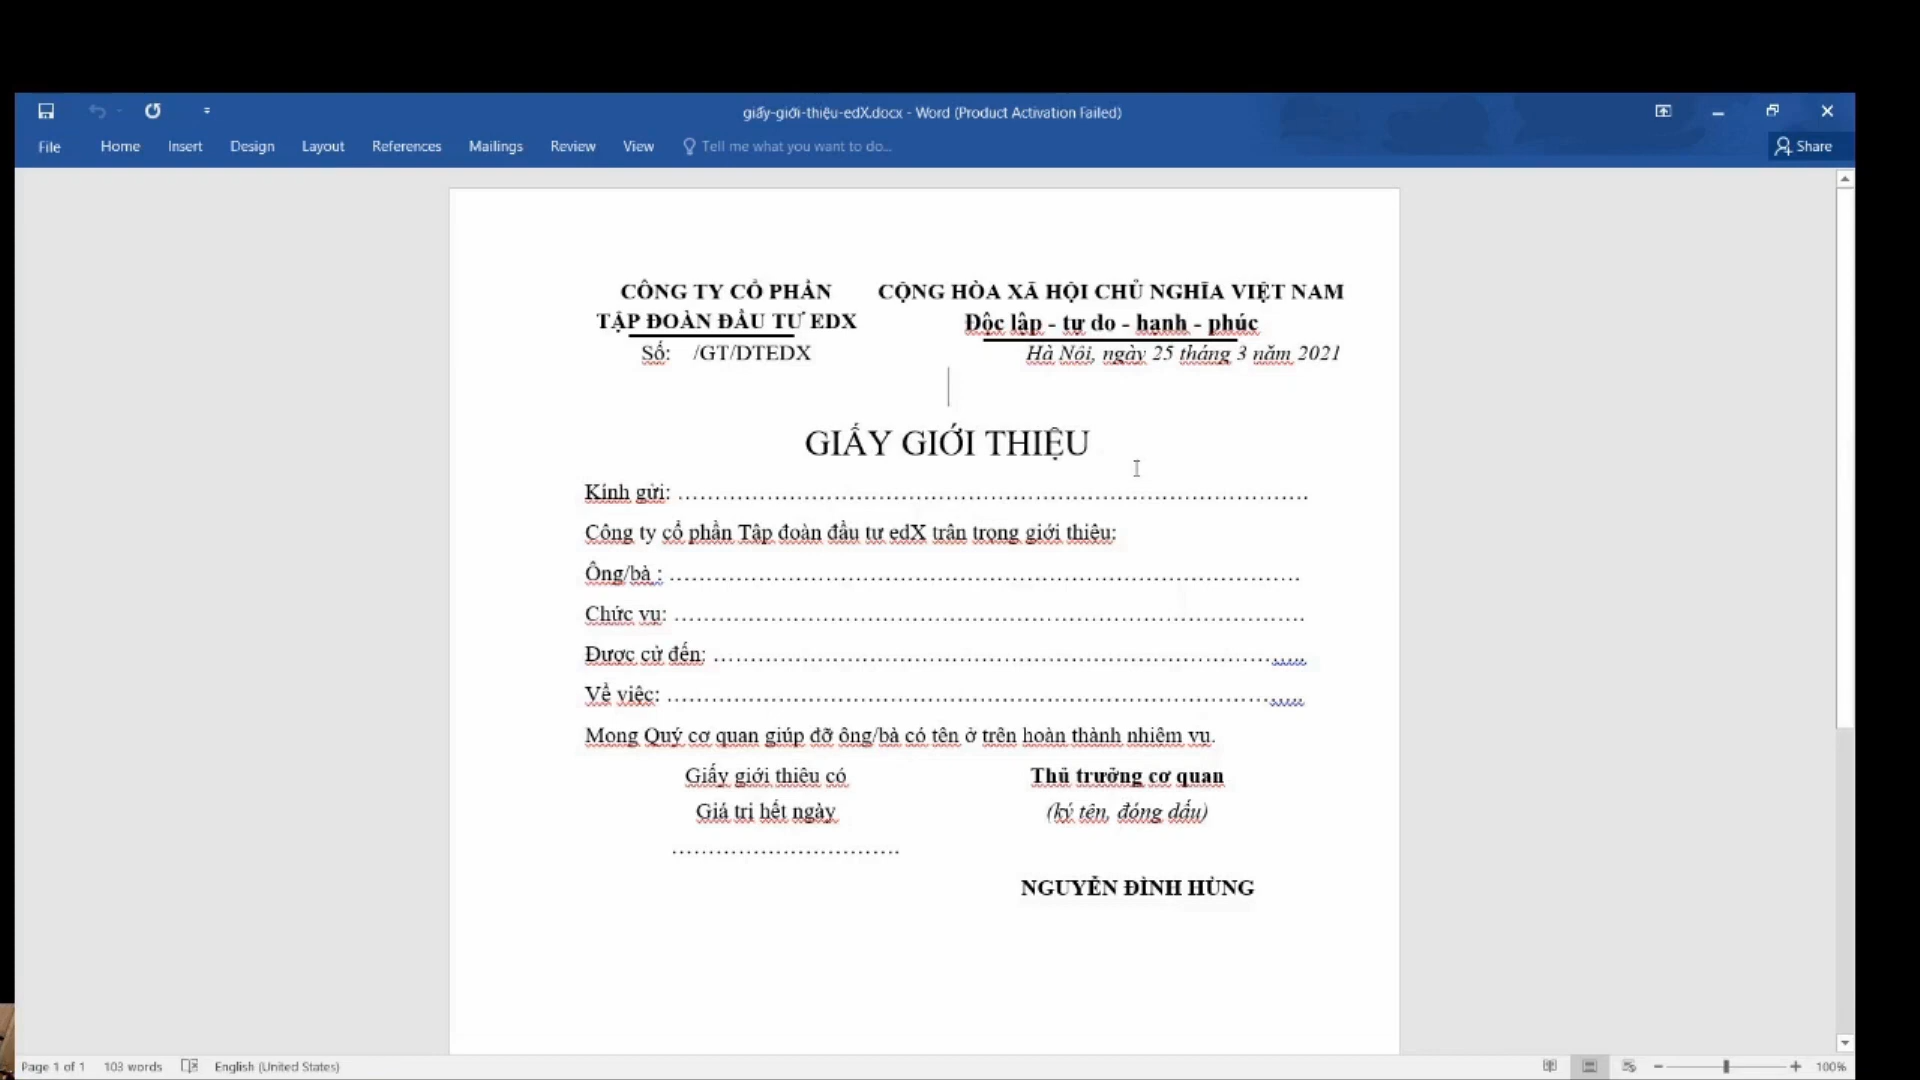 giấy-giới-thiệu-edX.docx - Word (Product Activation Failed)
File Home Insert Design Layout References Mailings Review View Tell me what you want to do... Share
CÔNG TY CỔ PHẦN
TẬP ĐOÀN ĐẦU TƯ EDX
Số: /GT/DTEDX
CỘNG HÒA XÃ HỘI CHỦ NGHĨA VIỆT NAM
Độc lập - tự do - hạnh - phúc
Hà Nội, ngày 25 tháng 3 năm 2021
GIẤY GIỚI THIỆU
Kính gửi: ……………………………………………………………………….
Công ty cổ phần Tập đoàn đầu tư edX trân trọng giới thiệu:
Ông/bà : ……………………………………………………………………….
Chức vụ: ……………………………………………………………………….
Được cử đến: …………………………………………………………………..
Về việc: ………………………………………………………………………..
Mong Quý cơ quan giúp đỡ ông/bà có tên ở trên hoàn thành nhiệm vụ.
Giấy giới thiệu có
Giá trị hết ngày
………………………….
Thủ trưởng cơ quan
(ký tên, đóng dấu)
NGUYỄN ĐÌNH HÙNG
Page 1 of 1 103 words English (United States) 100%